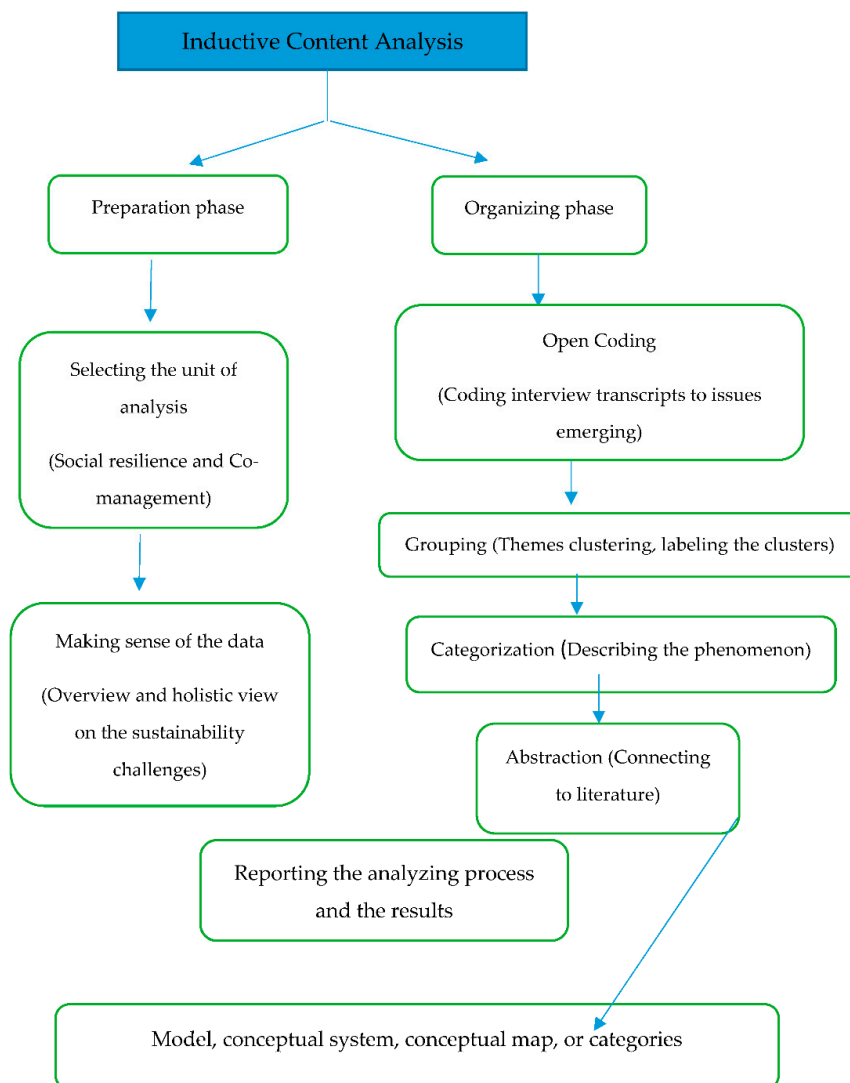 Inductive Content Analysis
Preparation phase
Organizing phase
Selecting the unit of
analysis
(Social resilience and Co-
management)
Open Coding
(Coding interview transcripts to issues
emerging)
Grouping (Themes clustering, labeling the clusters)
Making sense of the data
(Overview and holistic view
on the sustainability
challenges)
Categorization (Describing the phenomenon)
Abstraction (Connecting
to literature)
Reporting the analyzing process
and the results
Model, conceptual system, conceptual map, or categories